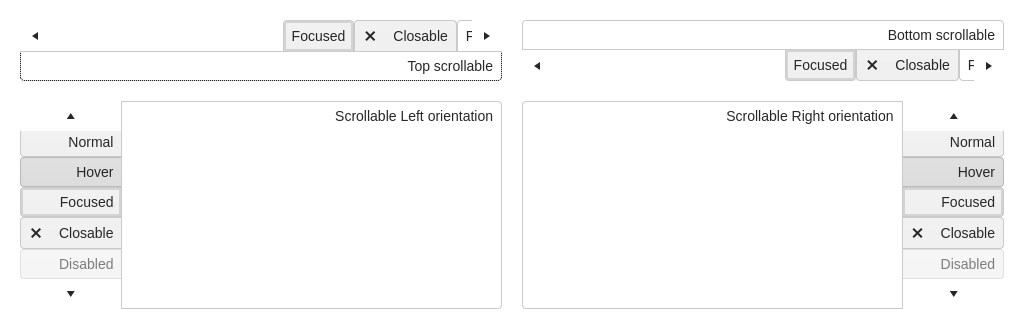 Focused Closable
Top scrollable
Bottom scrollable
Focused Closable
Scrollable Left orientation
Normal
Hover
Focused
Closable
Disabled
Scrollable Right orientation
Normal
Hover
Focused
Closable
Disabled